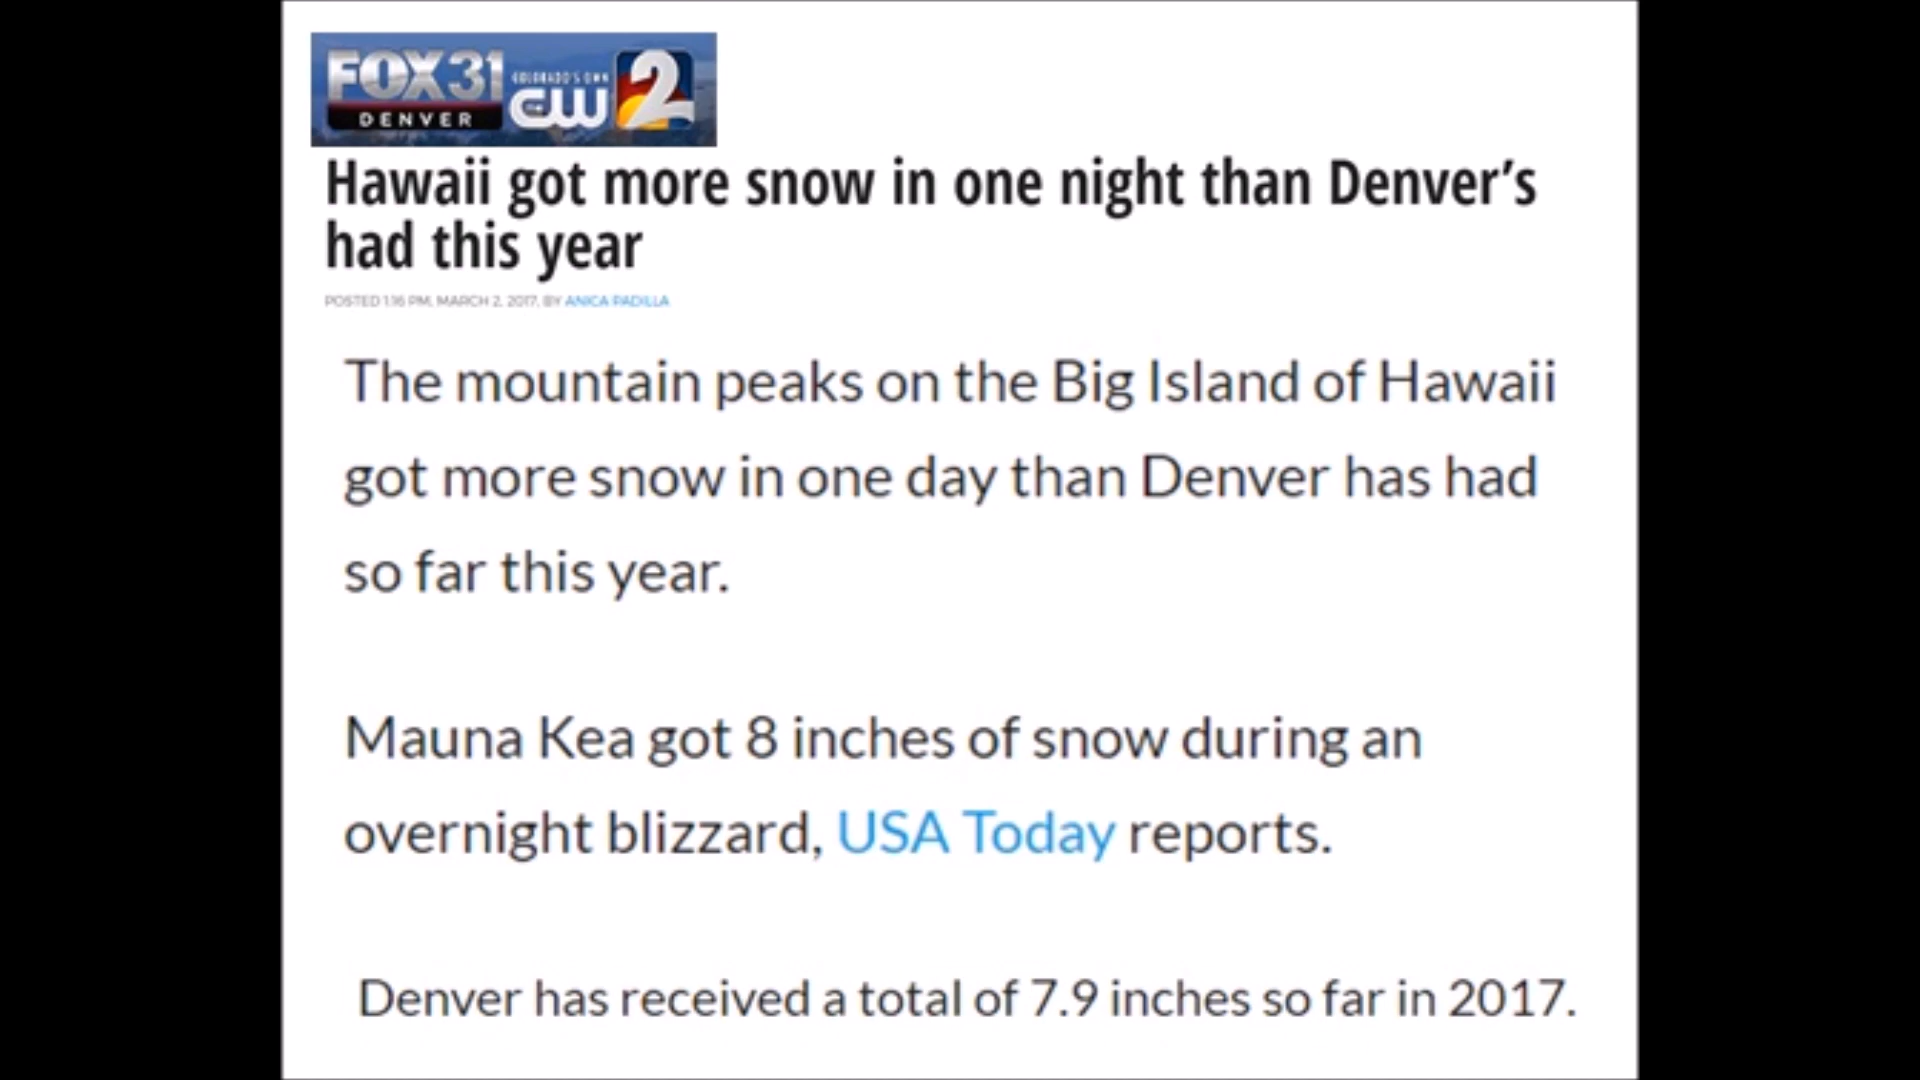 FOX31
DENVER
COLORADO'S OWN
CW 2
Hawaii got more snow in one night than Denver’s
had this year
POSTED 1:16 PM, MARCH 2, 2017, BY ANICA PADILLA
The mountain peaks on the Big Island of Hawaii
got more snow in one day than Denver has had
so far this year.
Mauna Kea got 8 inches of snow during an
overnight blizzard, USA Today reports.
Denver has received a total of 7.9 inches so far in 2017.